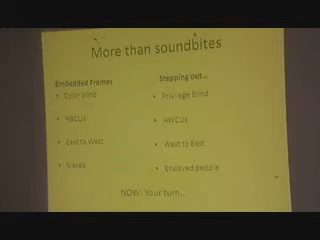 More than soundbites
Embedded Frames
• Color blind
• HBCUs
• East to West
• Slaves
Stepping out...
• Privilege Blind
• HWCUs
• West to East
• Enslaved people
NOW: Your turn...